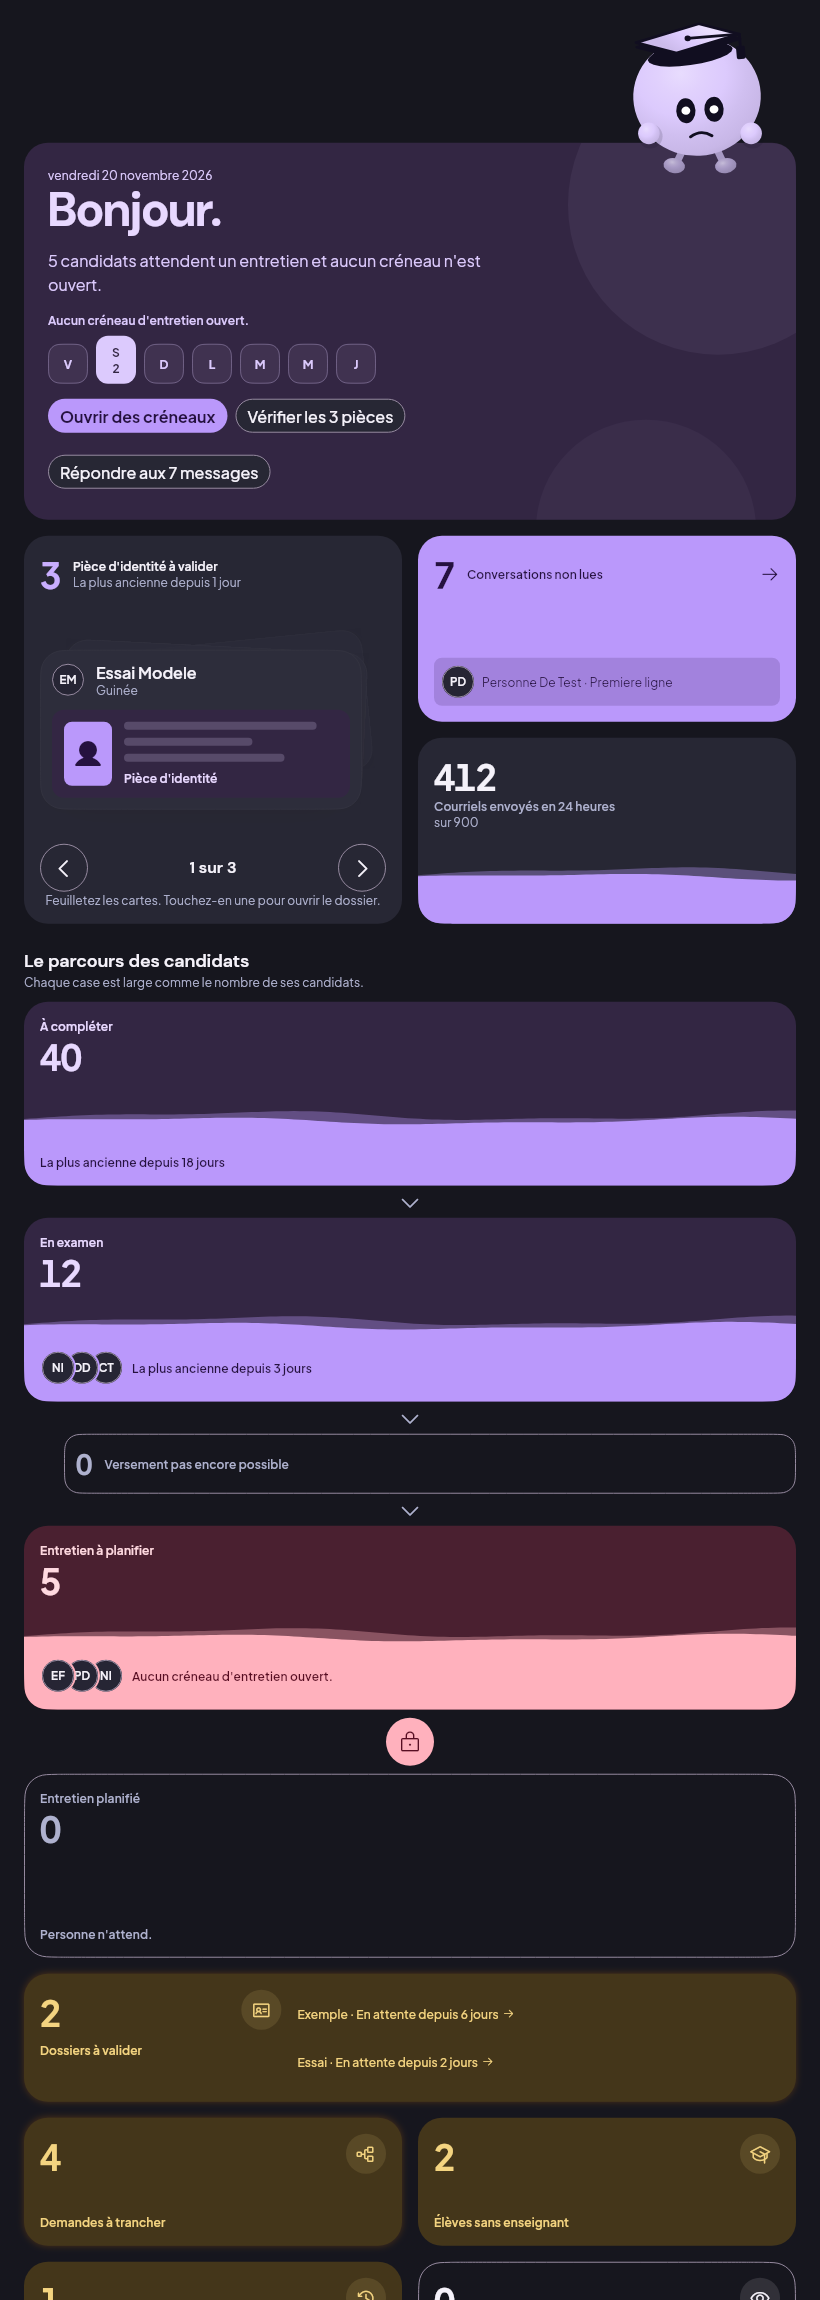 vendredi 20 novembre 2026
Bonjour.
5 candidats attendent un entretien et aucun créneau n'est
ouvert.
Aucun créneau d'entretien ouvert.
V S D L M M J
2
Ouvrir des créneaux Vérifier les 3 pièces
Répondre aux 7 messages
3 Pièce d'identité à valider
La plus ancienne depuis 1 jour
EM Essai Modele
Guinée
Pièce d'identité
1 sur 3
Feuilletez les cartes. Touchez-en une pour ouvrir le dossier.
7 Conversations non lues
PD Personne De Test · Premiere ligne
412
Courriels envoyés en 24 heures
sur 900
Le parcours des candidats
Chaque case est large comme le nombre de ses candidats.
À compléter
40
La plus ancienne depuis 18 jours
En examen
12
NI DD CT La plus ancienne depuis 3 jours
0 Versement pas encore possible
Entretien à planifier
5
EF PD NI Aucun créneau d'entretien ouvert.
Entretien planifié
0
Personne n'attend.
2
Dossiers à valider
Exemple · En attente depuis 6 jours
Essai · En attente depuis 2 jours
4
Demandes à trancher
2
Élèves sans enseignant